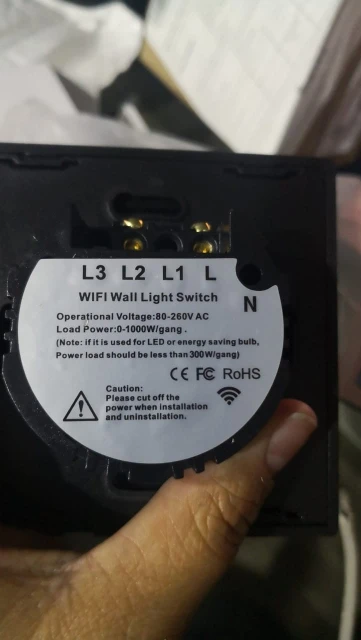 L3 L2 L1 L
N
WIFI Wall Light Switch
Operational Voltage:80-260V AC
Load Power:0-1000W/gang .
(Note: if it is used for LED or energy saving bulb,
Power load should be less than 300W/gang)
CE FC RoHS
Caution:
Please cut off the
power when installation
and uninstallation.